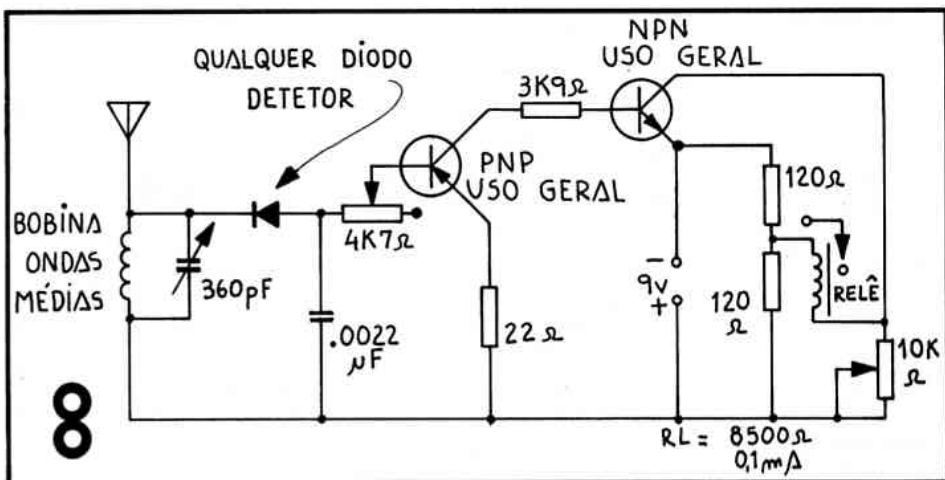 QUALQUER DIODO
DETETOR
NPN
USO GERAL
3K9Ω
PNP
USO GERAL
BOBINA
ONDAS
MÉDIAS
360pF
4K7Ω
.0022
µF
22Ω
9v
-
+
120Ω
120
Ω
RELÊ
10K
Ω
RL = 8500Ω
0,1mA
8